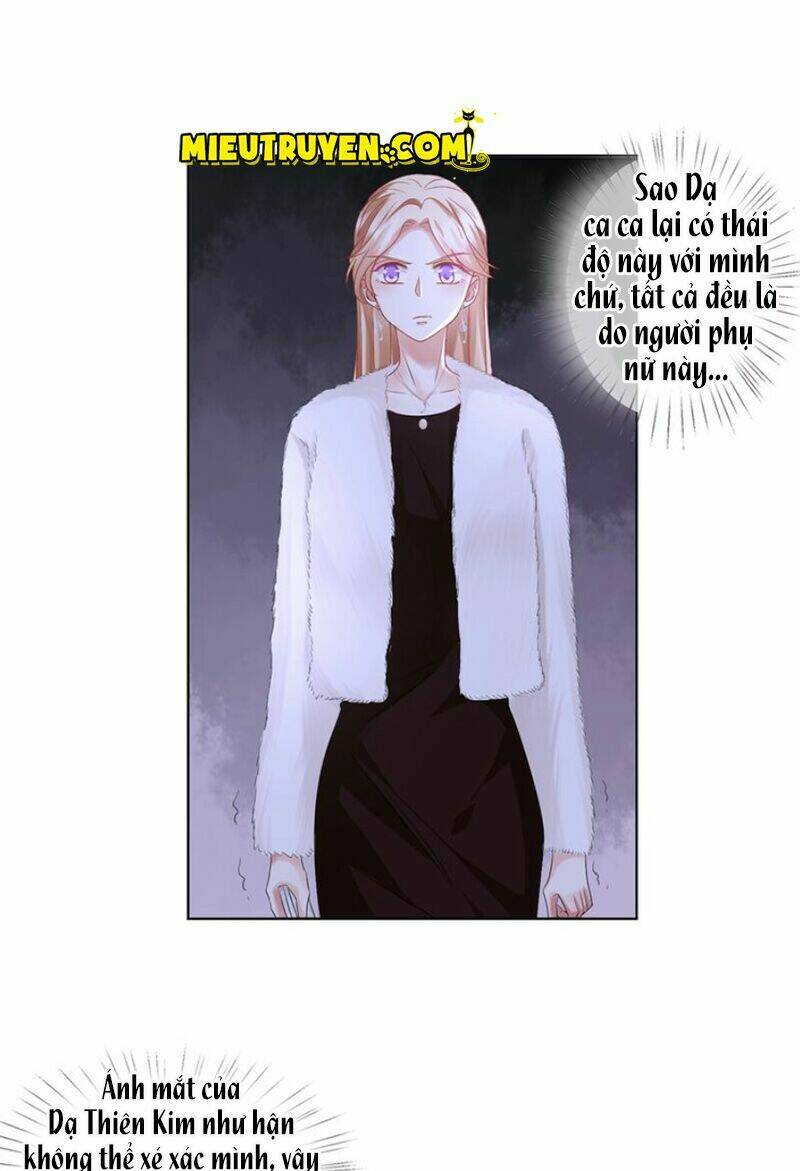 MIEUTRUYEN.COM
Sao Dạ
ca ca lại có thái
độ này với mình
chứ, tất cả đều là
do người phụ
nữ này...
Ánh mắt của
Dạ Thiên Kim như hận
không thể xé xác mình, vậy